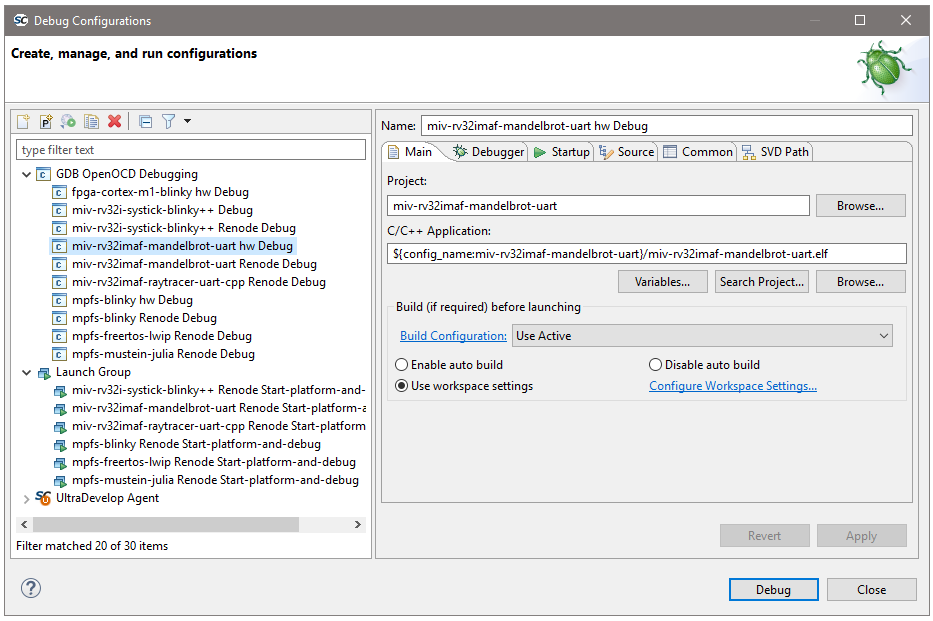 Debug Configurations
Create, manage, and run configurations
type filter text
GDB OpenOCD Debugging
fpga-cortex-m1-blinky hw Debug
miv-rv32i-systick-blinky++ Debug
miv-rv32i-systick-blinky++ Renode Debug
miv-rv32imaf-mandelbrot-uart hw Debug
miv-rv32imaf-mandelbrot-uart Renode Debug
miv-rv32imaf-raytracer-uart-cpp Renode Debug
mpfs-blinky hw Debug
mpfs-blinky Renode Debug
mpfs-freertos-lwip Renode Debug
mpfs-mustein-julia Renode Debug
Launch Group
miv-rv32i-systick-blinky++ Renode Start-platform-and-
miv-rv32imaf-mandelbrot-uart Renode Start-platform-a
miv-rv32imaf-raytracer-uart-cpp Renode Start-platform
mpfs-blinky Renode Start-platform-and-debug
mpfs-freertos-lwip Renode Start-platform-and-debug
mpfs-mustein-julia Renode Start-platform-and-debug
UltraDevelop Agent
Filter matched 20 of 30 items
Name: miv-rv32imaf-mandelbrot-uart hw Debug
Main Debugger Startup Source Common SVD Path
Project:
miv-rv32imaf-mandelbrot-uart Browse...
C/C++ Application:
${config_name:miv-rv32imaf-mandelbrot-uart}/miv-rv32imaf-mandelbrot-uart.elf
Variables... Search Project... Browse...
Build (if required) before launching
Build Configuration: Use Active
Enable auto build Disable auto build
Use workspace settings Configure Workspace Settings...
Revert Apply
Debug Close